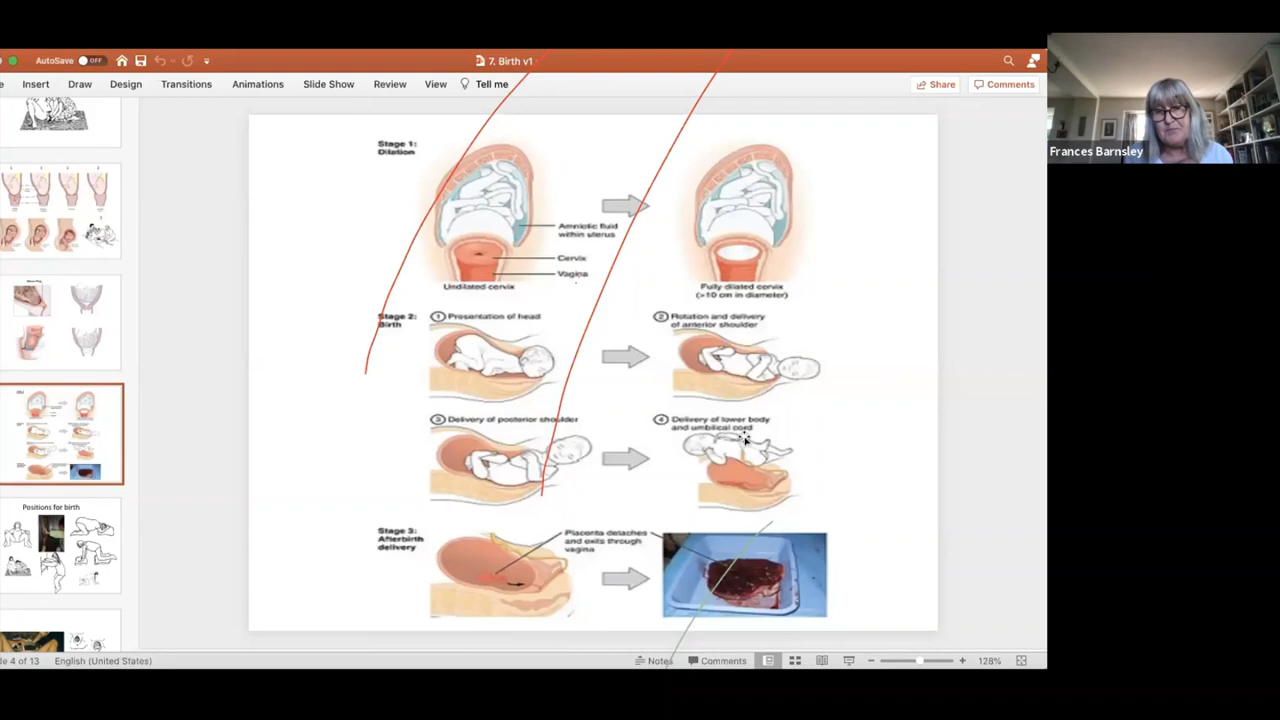 AutoSave OFF
7. Birth v1
Insert Draw Design Transitions Animations Slide Show Review View Tell me
Share Comments
Frances Barnsley
Stage 1:
Dilation
Amniotic fluid
within uterus
Cervix
Vagina
Undilated cervix
Fully dilated cervix
(>10 cm in diameter)
Stage 2:
Birth
1 Presentation of head
2 Rotation and delivery
of anterior shoulder
3 Delivery of posterior shoulder
4 Delivery of lower body
and umbilical cord
Stage 3:
Afterbirth
delivery
Placenta detaches
and exits through
vagina
Positions for birth
4 of 13 English (United States)
Notes Comments 128%